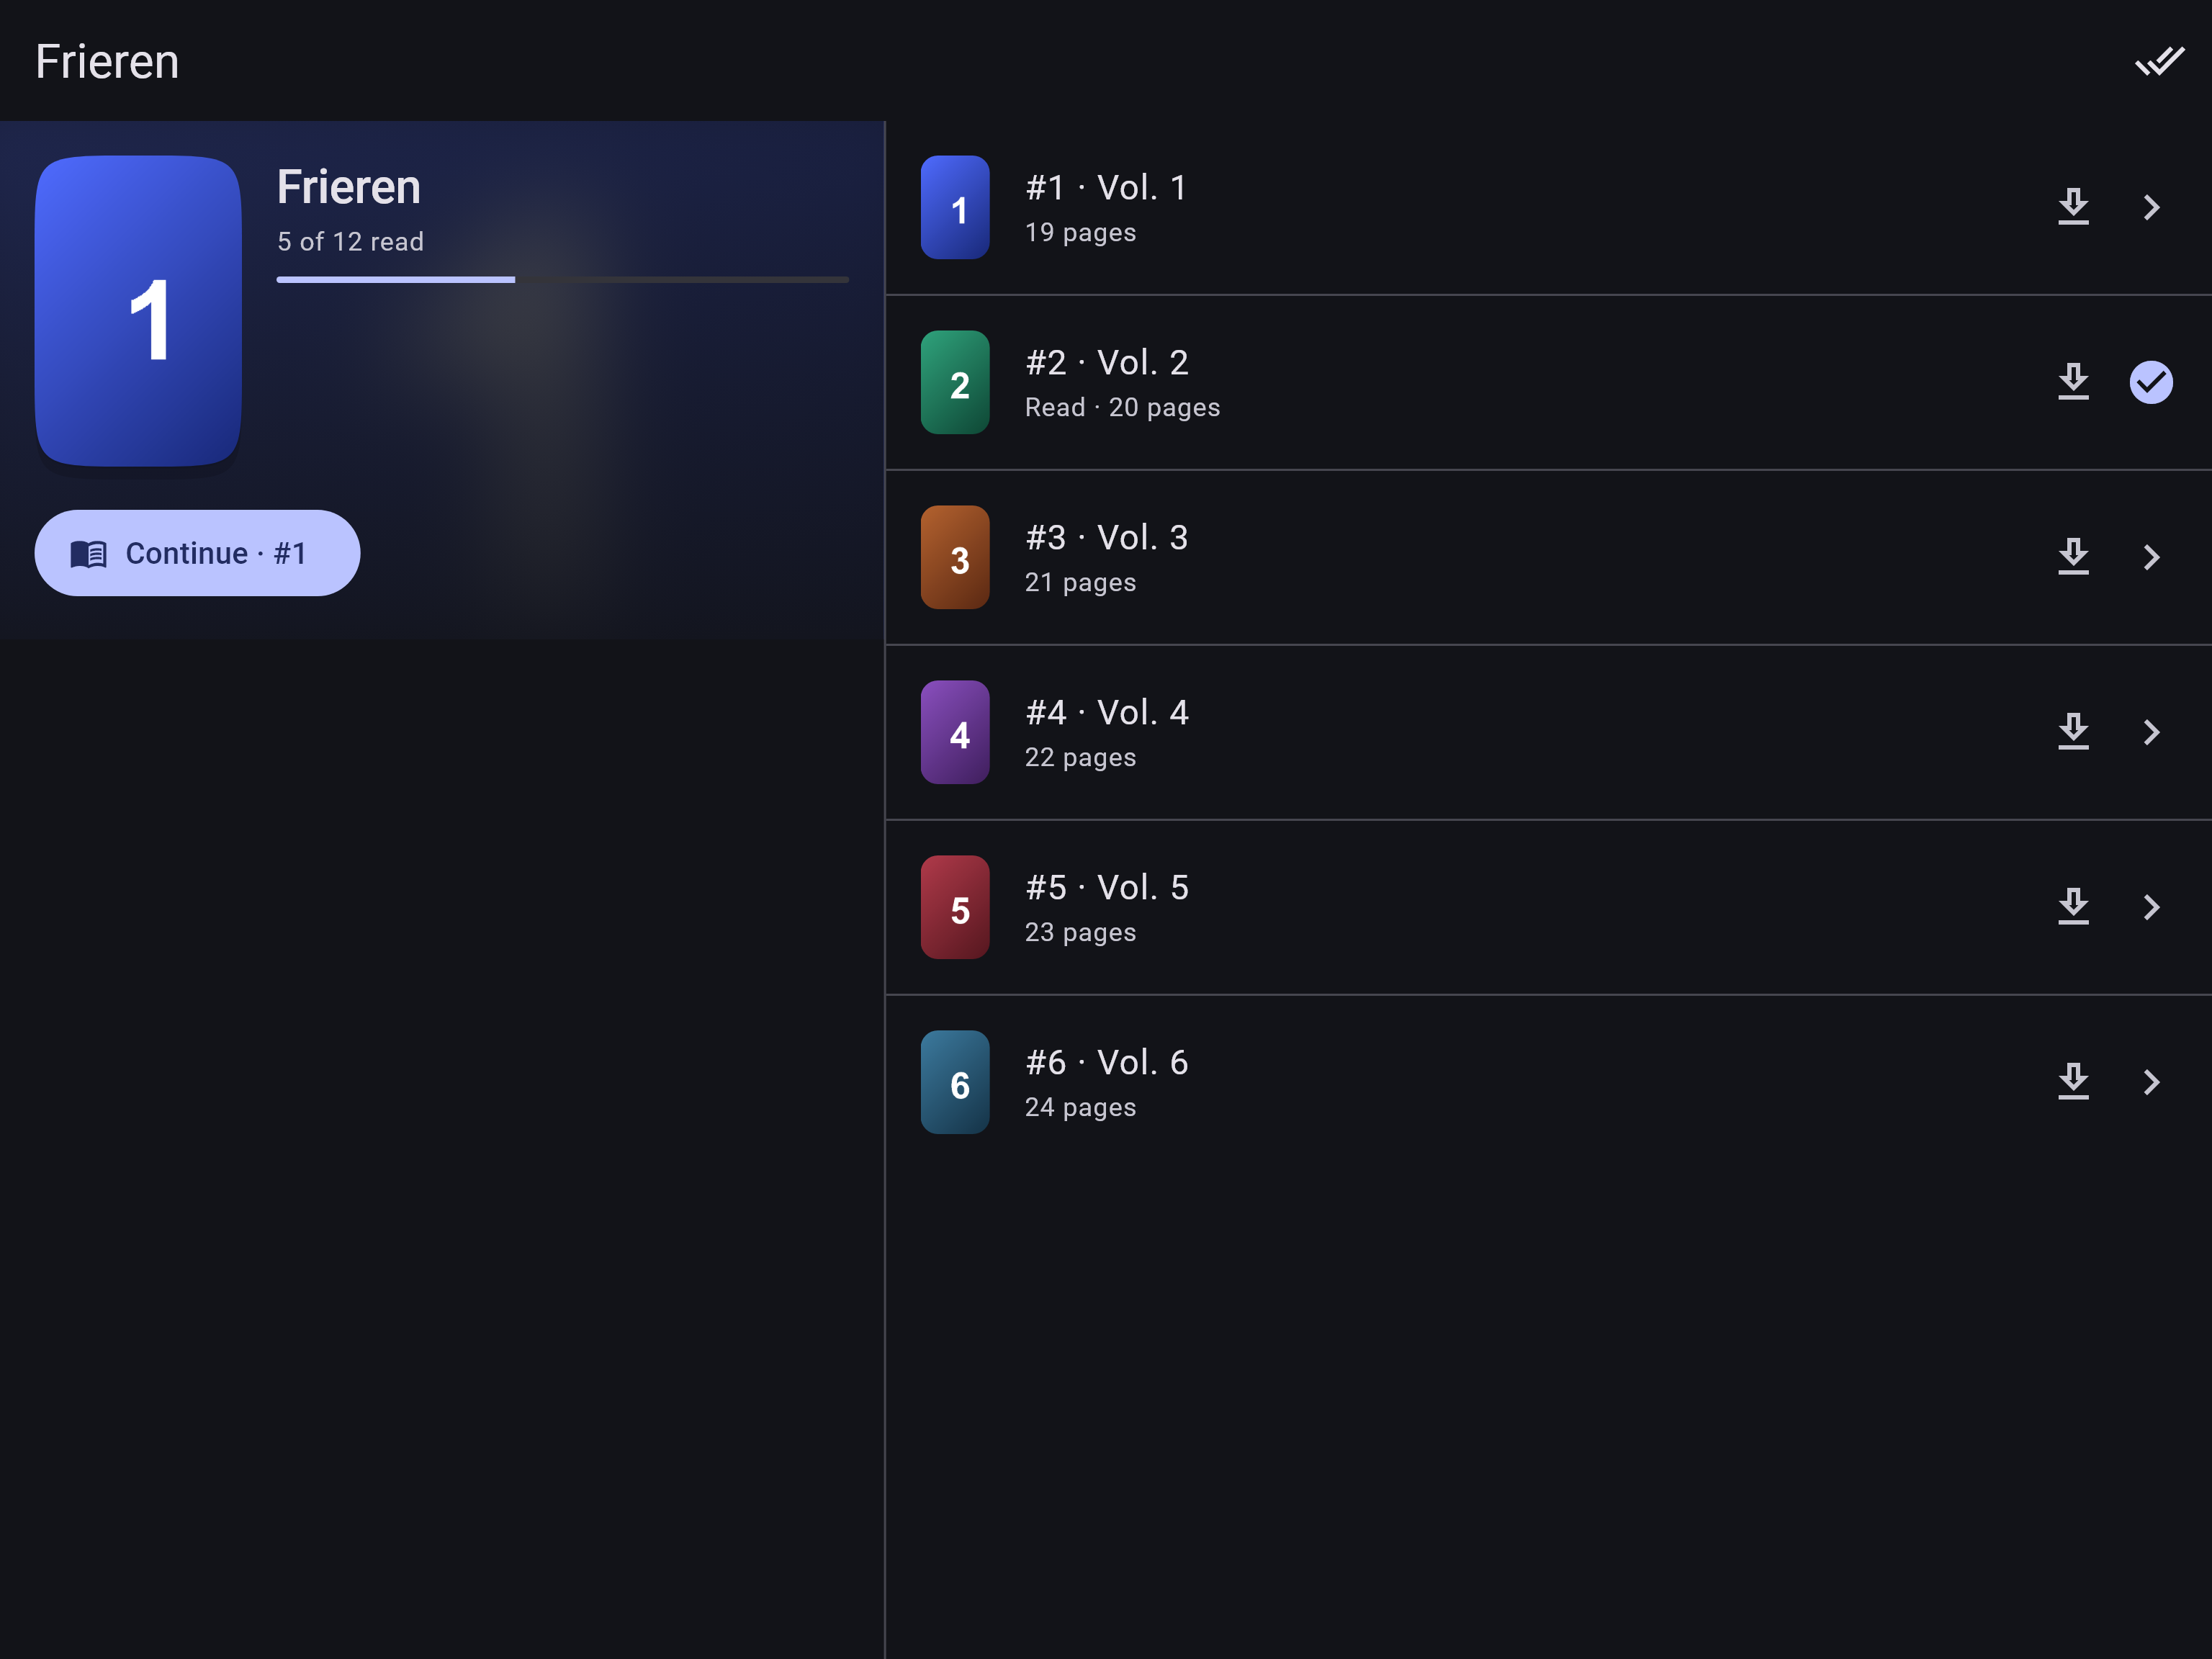 Frieren
1
Frieren
5 of 12 read
Continue · #1
1
#1 · Vol. 1
19 pages
2
#2 · Vol. 2
Read · 20 pages
3
#3 · Vol. 3
21 pages
4
#4 · Vol. 4
22 pages
5
#5 · Vol. 5
23 pages
6
#6 · Vol. 6
24 pages